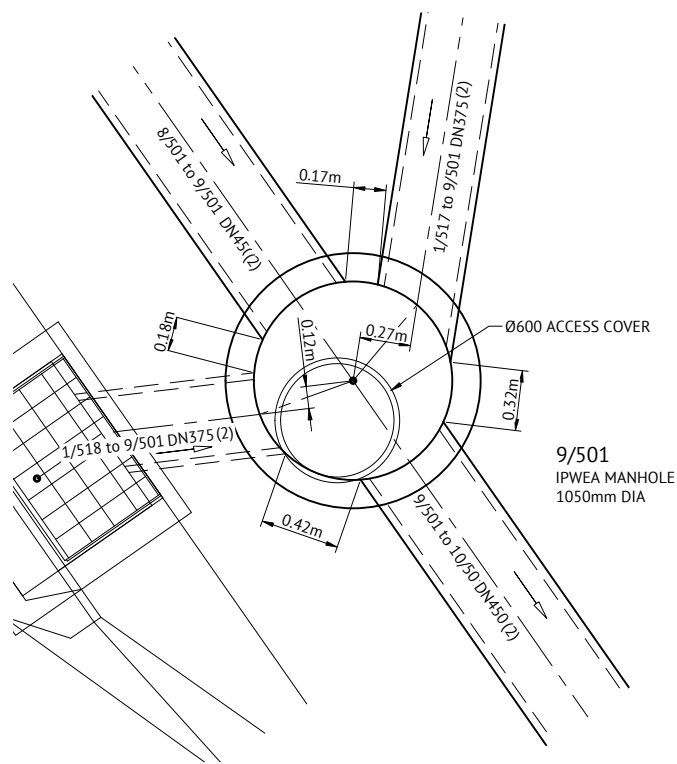 0.17m
1/517 to 9/501 DN375(2)
8/501 to 9/501 DN45((2)
0.18m
0.12m
0.27m
Ø600 ACCESS COVER
0.32m
1/518 to 9/501 DN375(2)
9/501
IPWEA MANHOLE
1050mm DIA
0.42m
9/501 to 10/50 DN450(2)